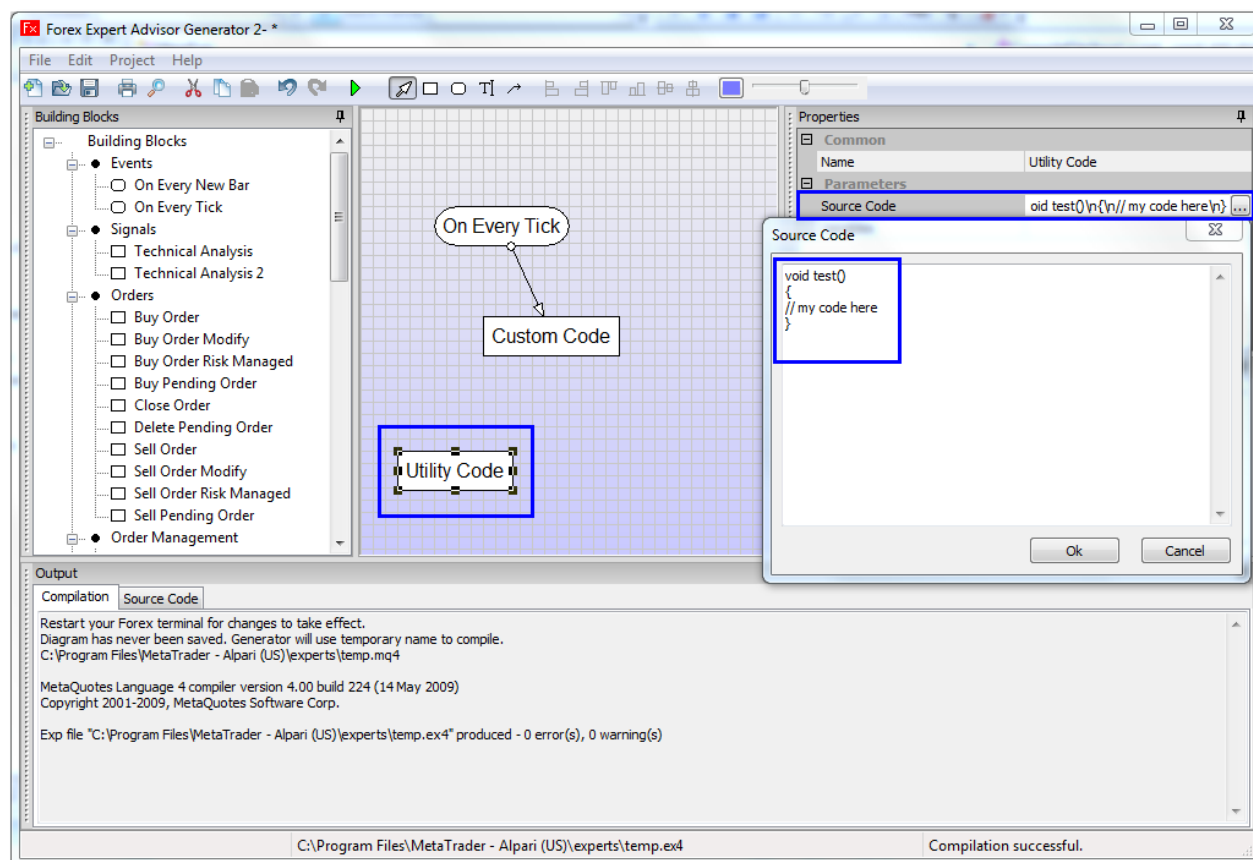 Forex Expert Advisor Generator 2- *
File Edit Project Help
Building Blocks
Building Blocks
Events
On Every New Bar
On Every Tick
Signals
Technical Analysis
Technical Analysis 2
Orders
Buy Order
Buy Order Modify
Buy Order Risk Managed
Buy Pending Order
Close Order
Delete Pending Order
Sell Order
Sell Order Modify
Sell Order Risk Managed
Sell Pending Order
Order Management
On Every Tick
Custom Code
Utility Code
Properties
Common
Name Utility Code
Parameters
Source Code oid test()\n{\n// my code here\n} ...
Source Code
void test()
{
// my code here
}
Ok Cancel
Output
Compilation Source Code
Restart your Forex terminal for changes to take effect.
Diagram has never been saved. Generator will use temporary name to compile.
C:\Program Files\MetaTrader - Alpari (US)\experts\temp.mq4
MetaQuotes Language 4 compiler version 4.00 build 224 (14 May 2009)
Copyright 2001-2009, MetaQuotes Software Corp.
Exp file "C:\Program Files\MetaTrader - Alpari (US)\experts\temp.ex4" produced - 0 error(s), 0 warning(s)
C:\Program Files\MetaTrader - Alpari (US)\experts\temp.ex4 Compilation successful.